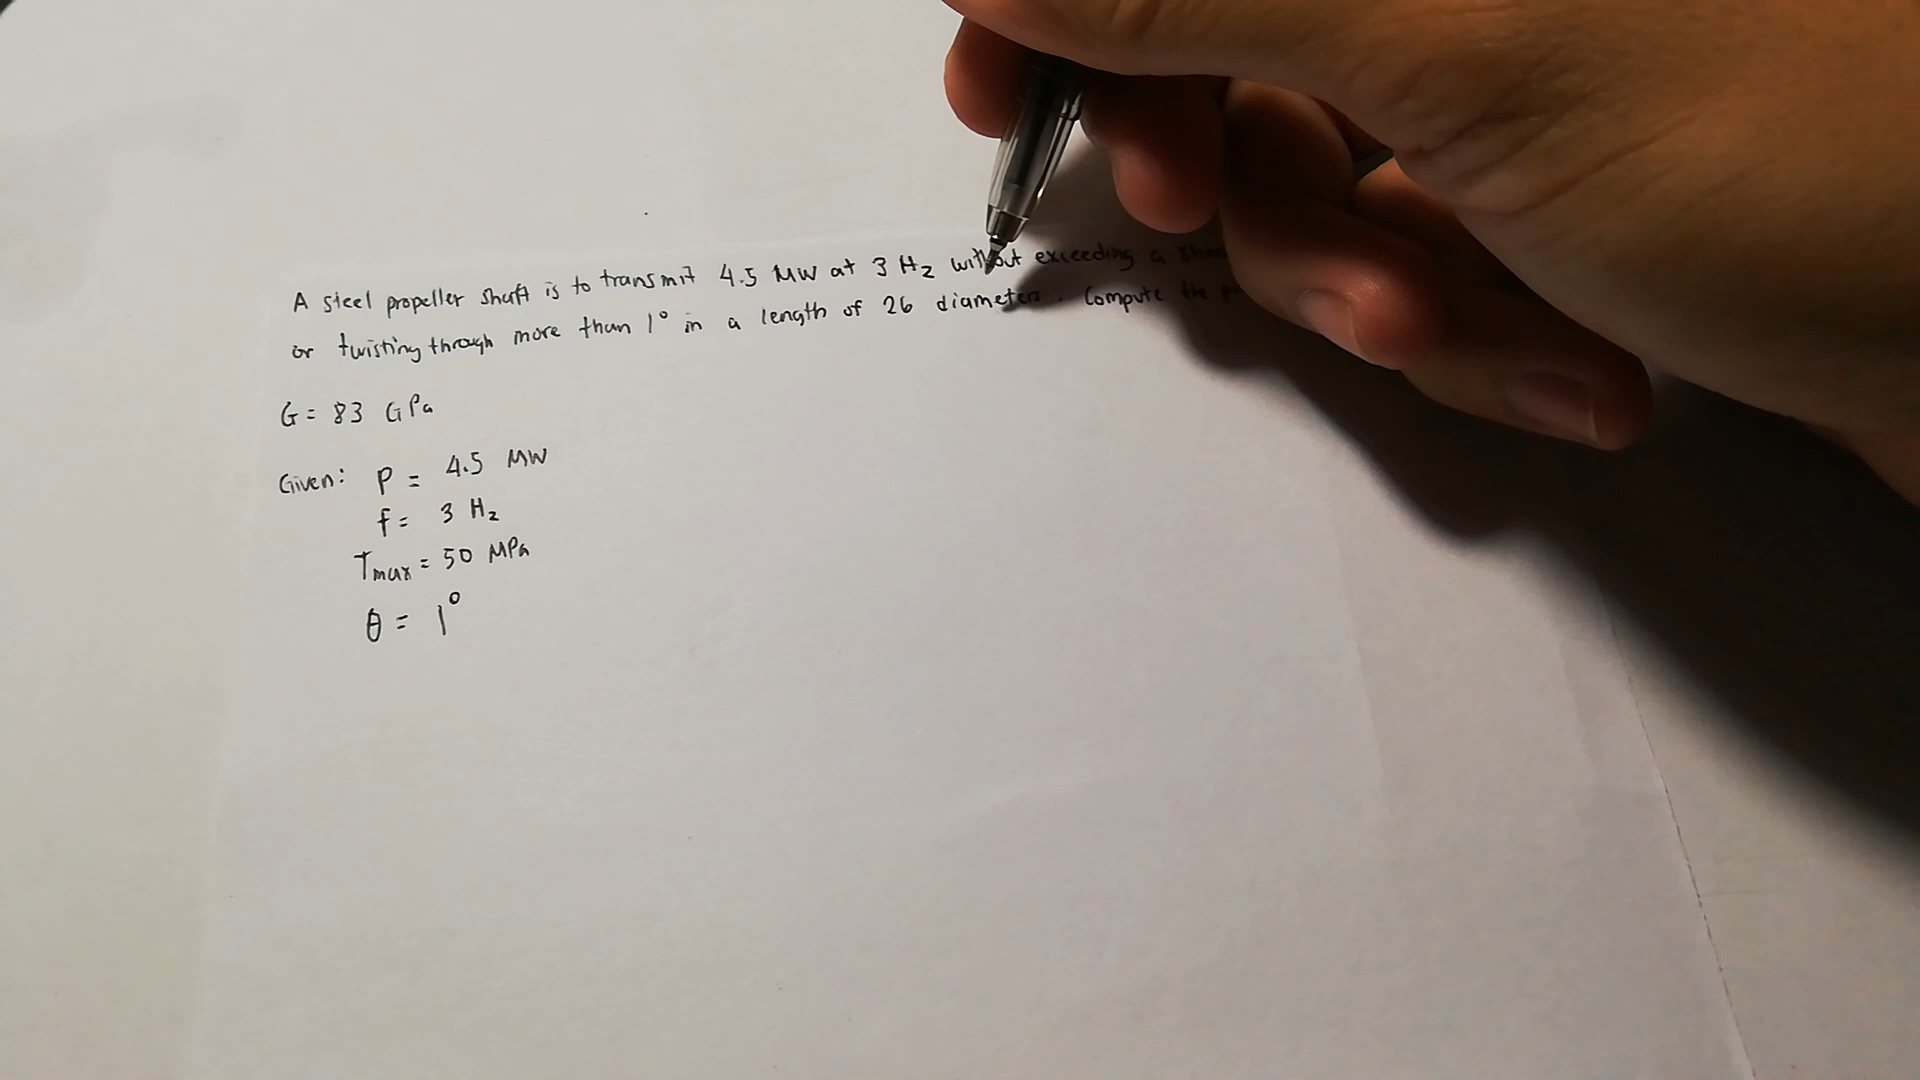 A steel propeller shaft is to transmit 4.5 MW at 3 Hz without exceeding a
or twisting through more than 1° in a length of 26 diameters. Compute the
G = 83 GPa
Given: P = 4.5 MW
f = 3 Hz
Tmax = 50 MPa
θ = 1°